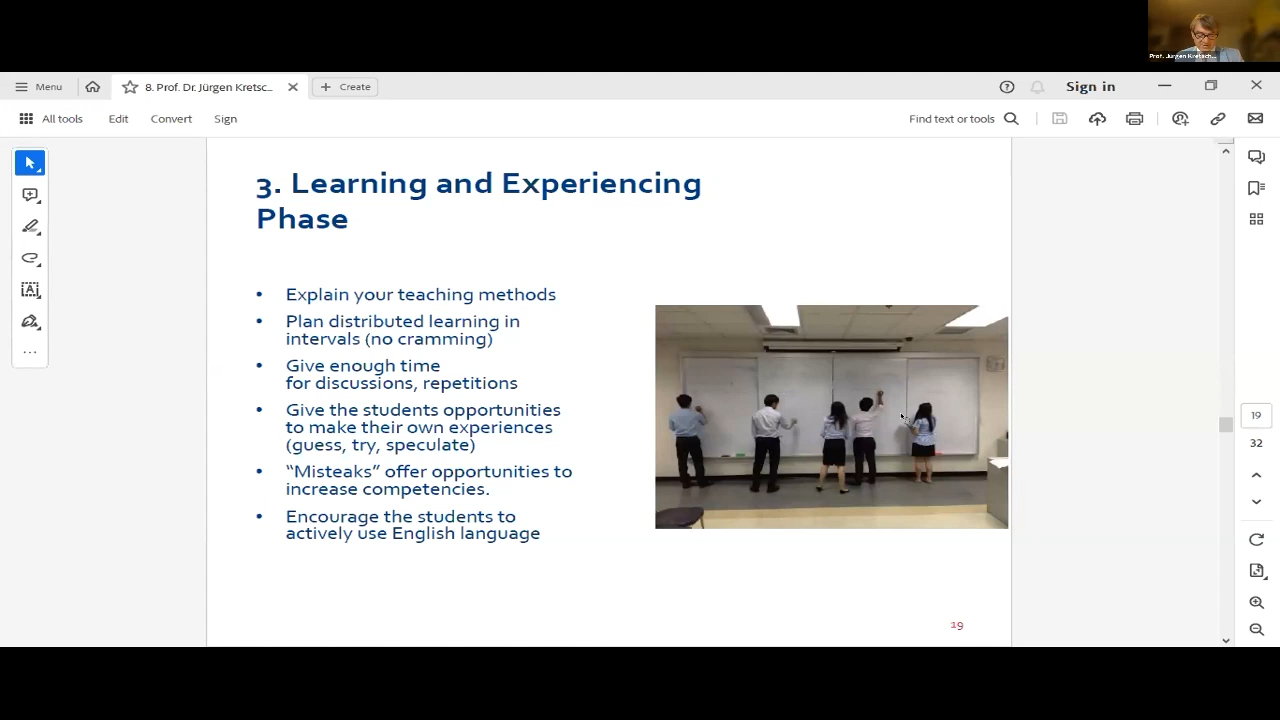 Prof. Jürgen Kretsch...
Menu
8. Prof. Dr. Jürgen Kretsc...
Create
Sign in
All tools
Edit
Convert
Sign
Find text or tools
3. Learning and Experiencing
Phase
• Explain your teaching methods
• Plan distributed learning in
intervals (no cramming)
• Give enough time
for discussions, repetitions
• Give the students opportunities
to make their own experiences
(guess, try, speculate)
• “Misteaks” offer opportunities to
increase competencies.
• Encourage the students to
actively use English language
19
19
32